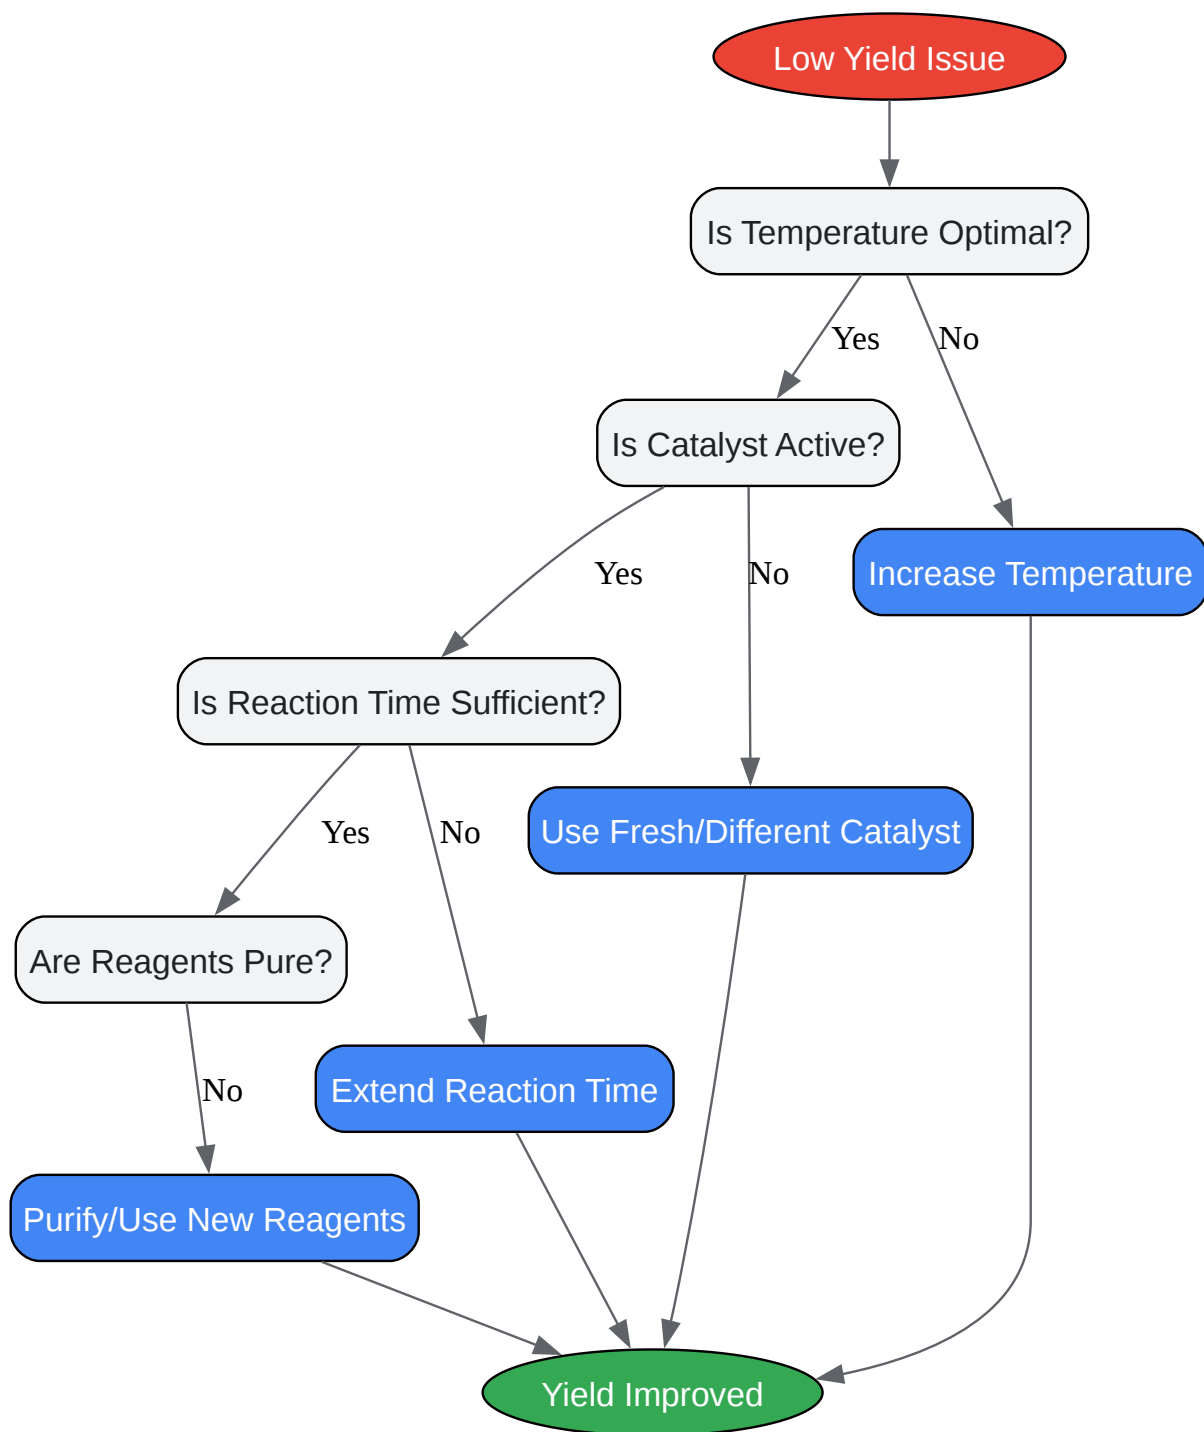 Low Yield Issue
Is Temperature Optimal?
Yes
No
Is Catalyst Active?
Yes
No
Increase Temperature
Is Reaction Time Sufficient?
Yes
No
Use Fresh/Different Catalyst
Are Reagents Pure?
No
Extend Reaction Time
Purify/Use New Reagents
Yield Improved